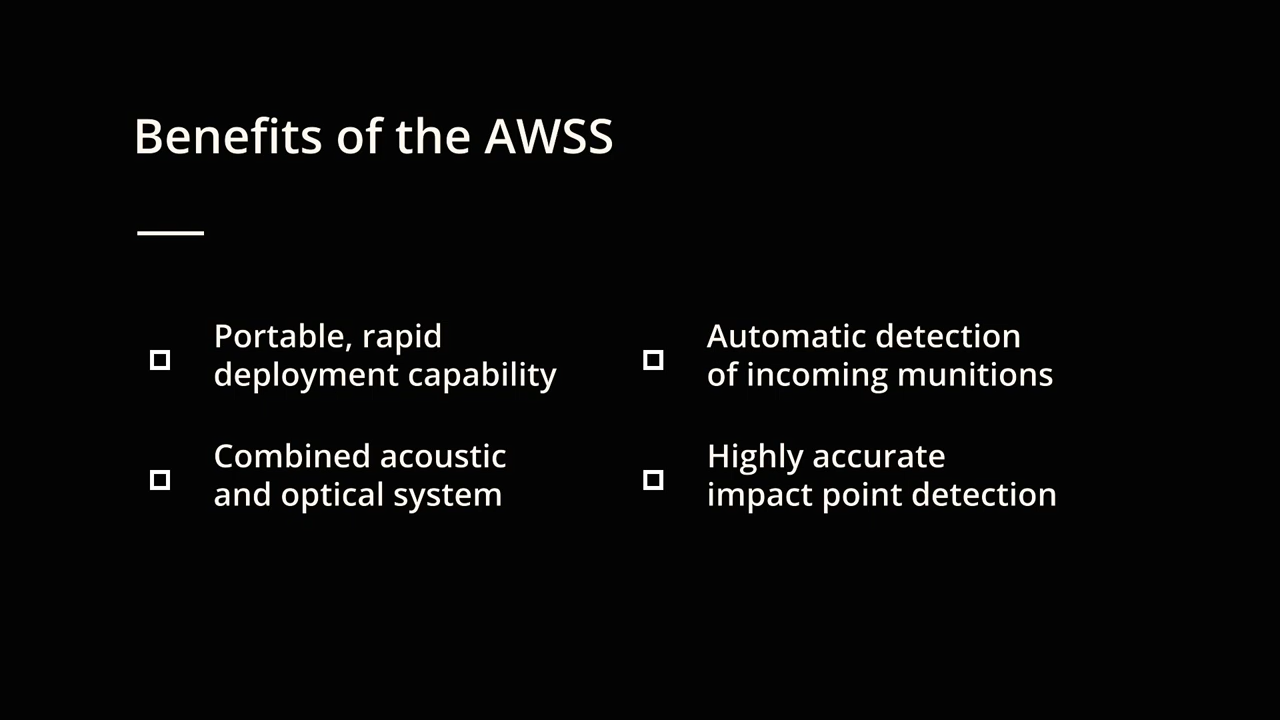 Benefits of the AWSS
Portable, rapid
deployment capability
Combined acoustic
and optical system
Automatic detection
of incoming munitions
Highly accurate
impact point detection